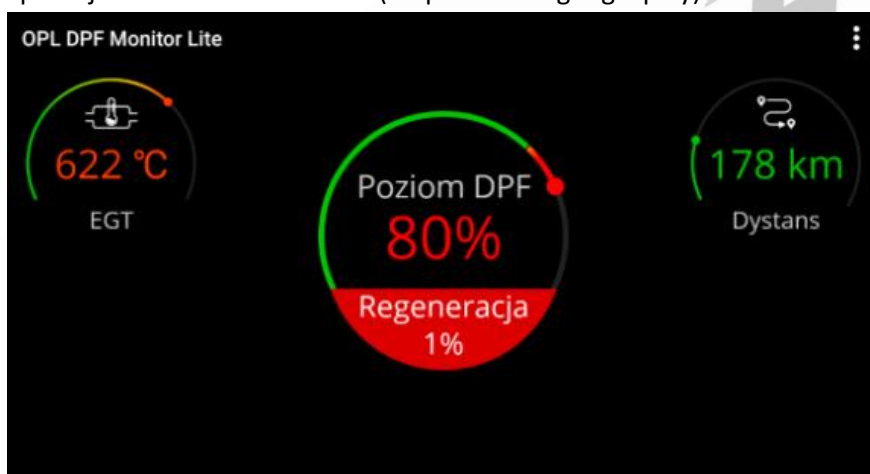 OPL DPF Monitor Lite
622 °C
EGT
Poziom DPF
80%
Regeneracja
1%
178 km
Dystans